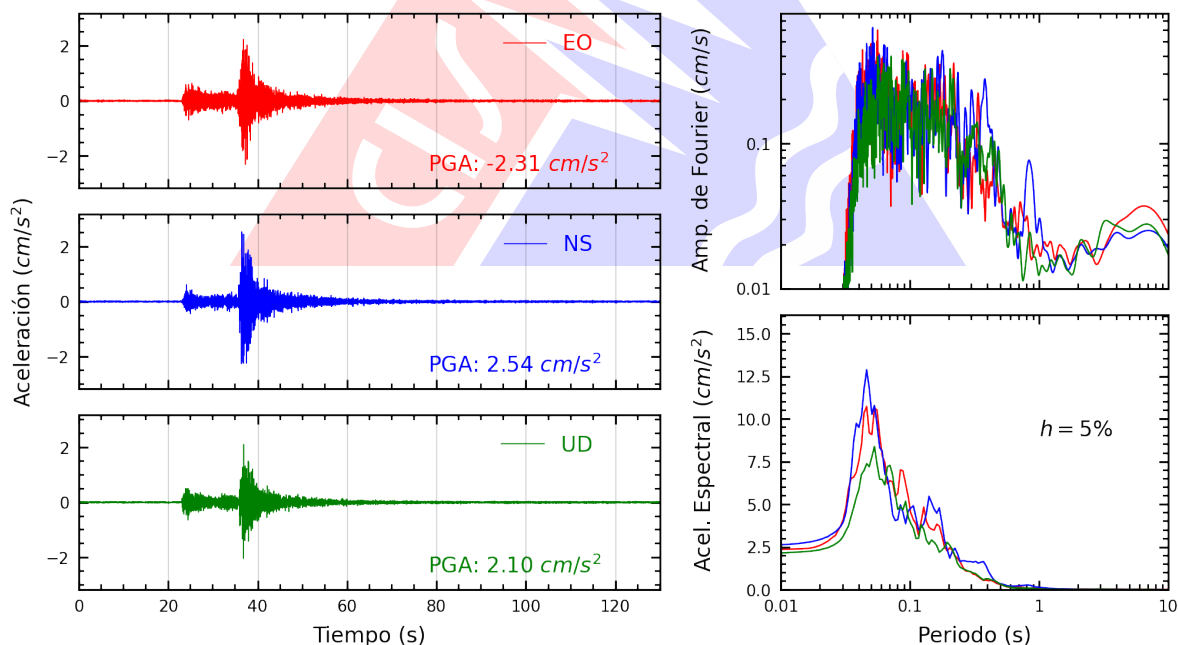 Aceleración (cm/s²)
2
0
−2
EO
PGA: -2.31 cm/s²
2
0
−2
NS
PGA: 2.54 cm/s²
2
0
−2
UD
PGA: 2.10 cm/s²
0 20 40 60 80 100 120
Tiempo (s)
Amp. de Fourier (cm/s)
0.1
0.01
Acel. Espectral (cm/s²)
15.0
12.5
10.0
7.5
5.0
2.5
0.0
h = 5%
0.01 0.1 1 10
Periodo (s)
CIS